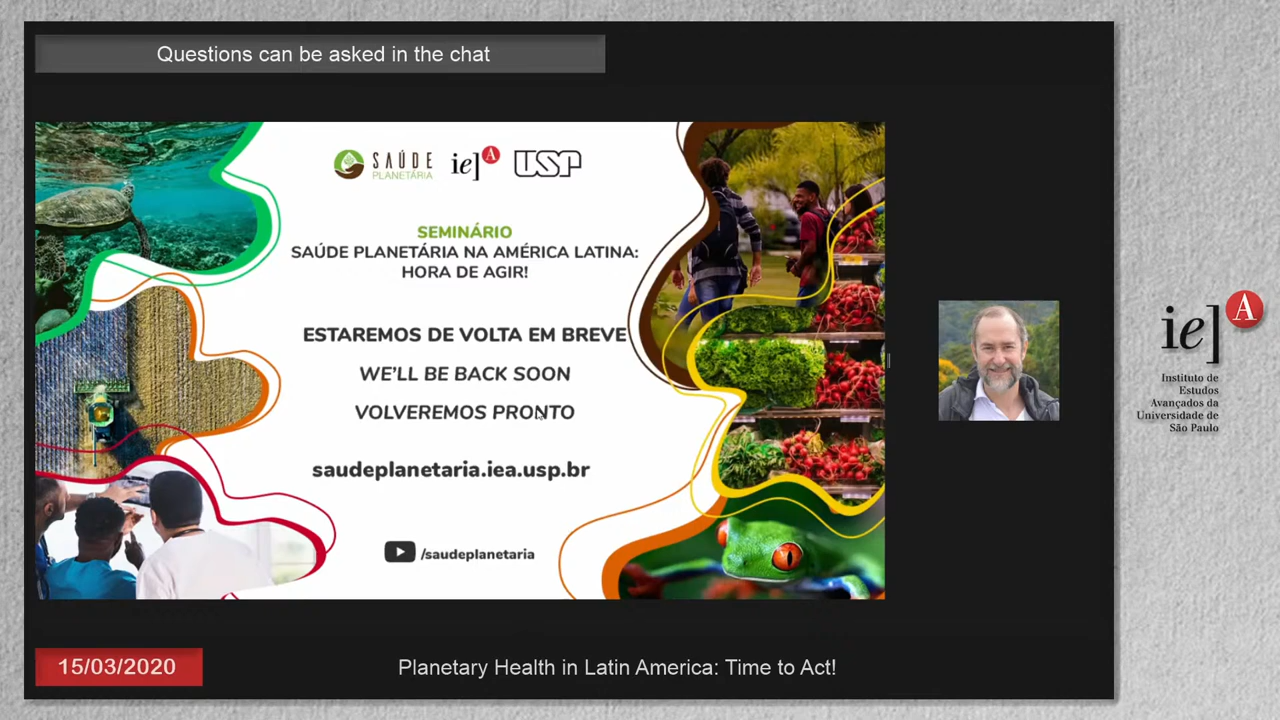 Questions can be asked in the chat
SAÚDE
PLANETÁRIA
ie]A
USP
SEMINÁRIO
SAÚDE PLANETÁRIA NA AMÉRICA LATINA:
HORA DE AGIR!
ESTAREMOS DE VOLTA EM BREVE
WE'LL BE BACK SOON
VOLVEREMOS PRONTO
saudeplanetaria.iea.usp.br
/saudeplanetaria
ie]A
Instituto de
Estudos
Avançados da
Universidade de
São Paulo
15/03/2020
Planetary Health in Latin America: Time to Act!